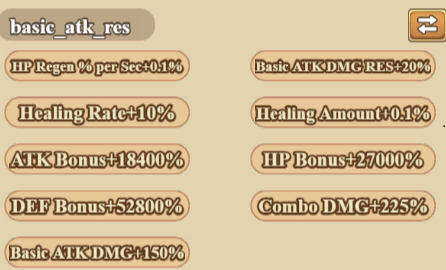 basic_atk_res
HP Regen % per Sec+0.1%
Basic ATK DMG RES+20%
Healing Rate+10%
Healing Amount+0.1%
ATK Bonus+18400%
HP Bonus+27000%
DEF Bonus+52800%
Combo DMG+225%
Basic ATK DMG+150%